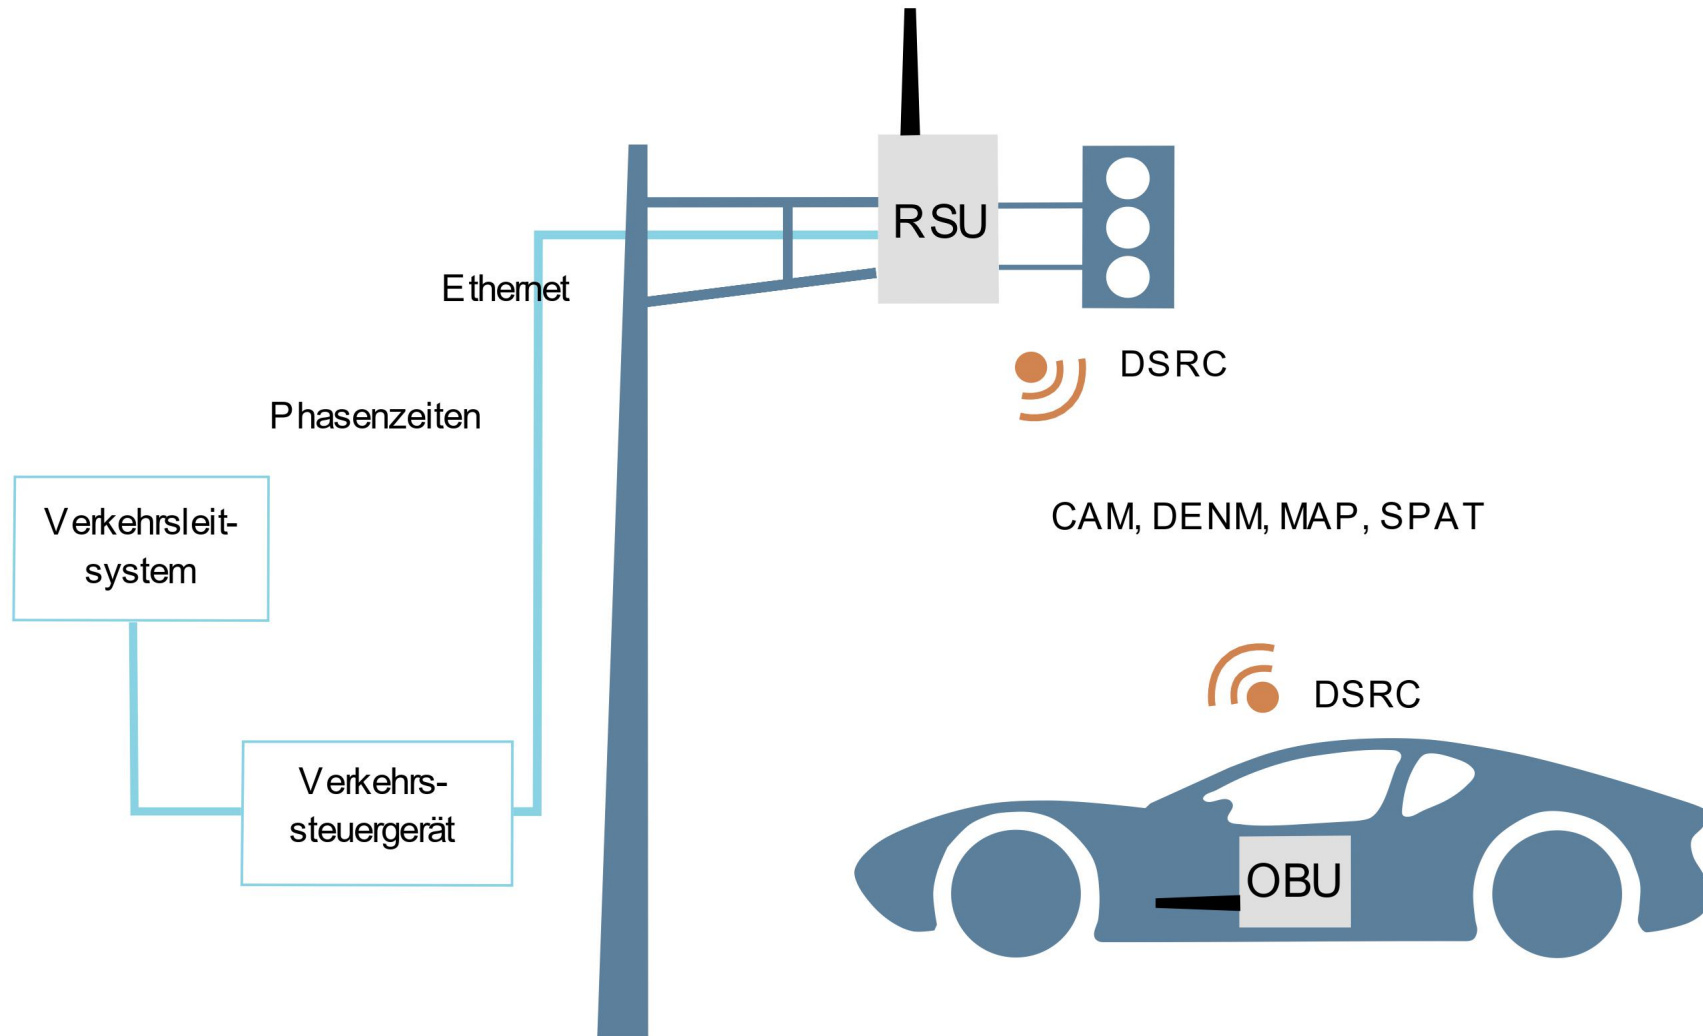 RSU
Ethernet
DSRC
Phasenzeiten
Verkehrsleit-
system
CAM, DENM, MAP, SPAT
DSRC
Verkehrs-
steuergerät
OBU